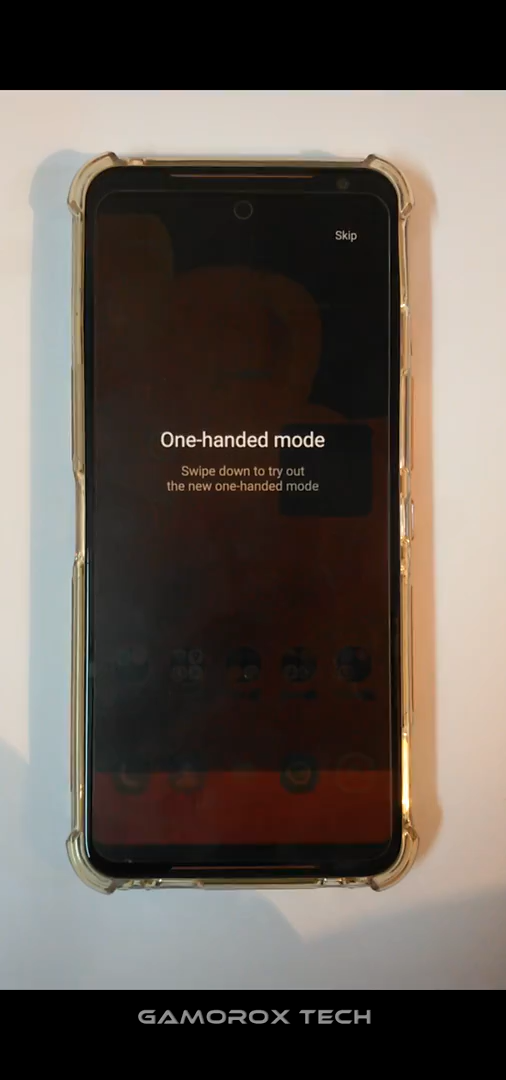 Skip
One-handed mode
Swipe down to try out
the new one-handed mode
GAMOROX TECH